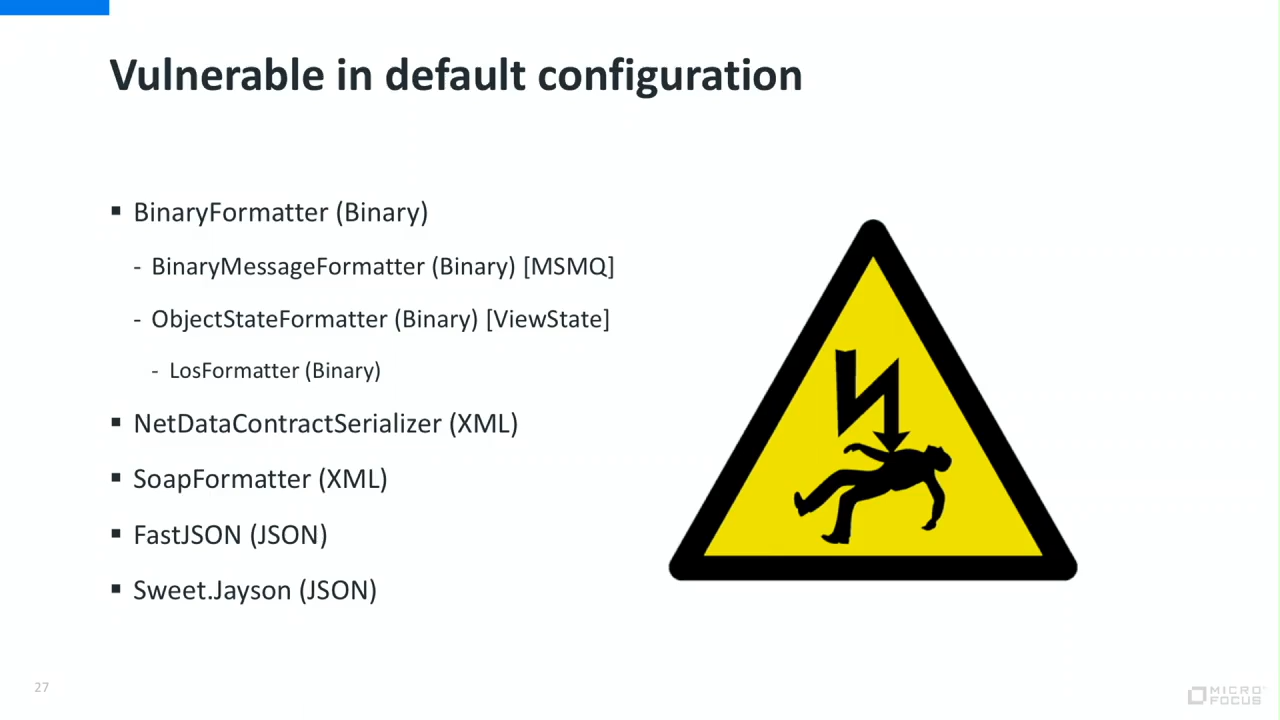 Vulnerable in default configuration
▪ BinaryFormatter (Binary)
- BinaryMessageFormatter (Binary) [MSMQ]
- ObjectStateFormatter (Binary) [ViewState]
- LosFormatter (Binary)
▪ NetDataContractSerializer (XML)
▪ SoapFormatter (XML)
▪ FastJSON (JSON)
▪ Sweet.Jayson (JSON)
27
MICRO
FOCUS